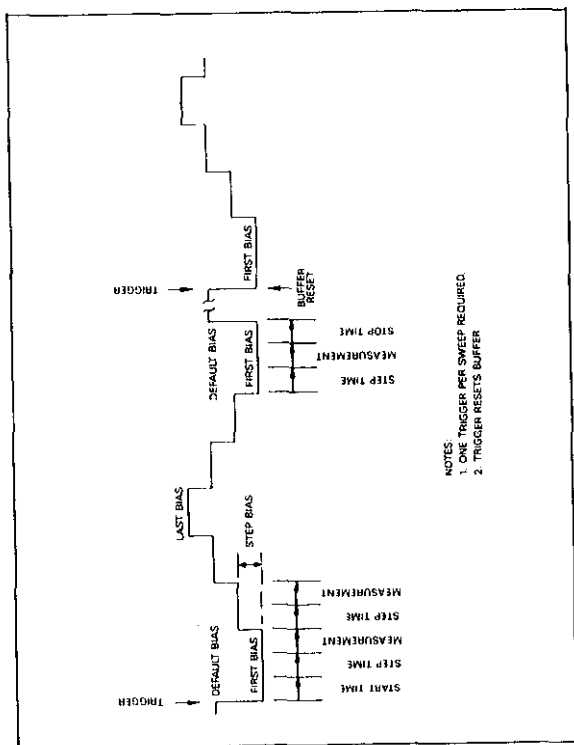 TRIGGER
TRIGGER
LAST BIAS
DEFAULT BIAS
FIRST BIAS
STEP BIAS
DEFAULT BIAS
FIRST BIAS
FIRST BIAS
BUFFER
RESET
START TIME
STEP TIME
MEASUREMENT
STEP TIME
MEASUREMENT
STEP TIME
MEASUREMENT
STOP TIME
NOTES:
1. ONE TRIGGER PER SWEEP REQUIRED.
2. TRIGGER RESETS BUFFER